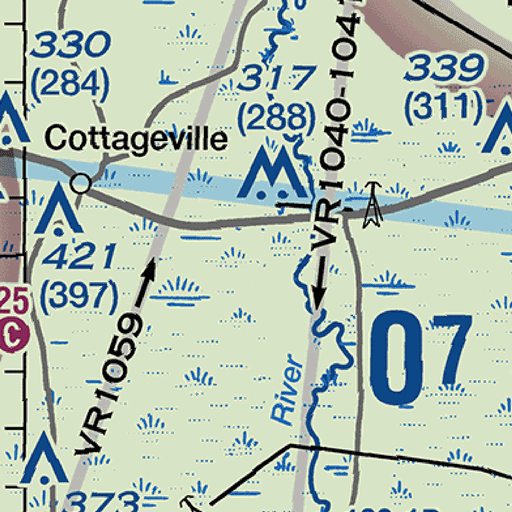 330
(284)
317
(288)
VR1040-104
339
(311)
Cottageville
421
(397)
25
C
VR1059
07
River
373